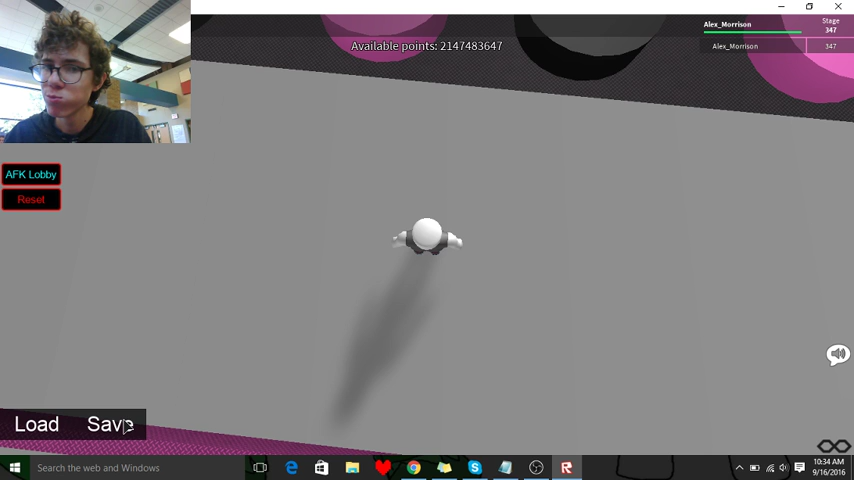 Available points: 2147483647
Alex_Morrison
Stage
347
Alex_Morrison
347
AFK Lobby
Reset
Load
Save
Search the web and Windows
10:34 AM
9/16/2016